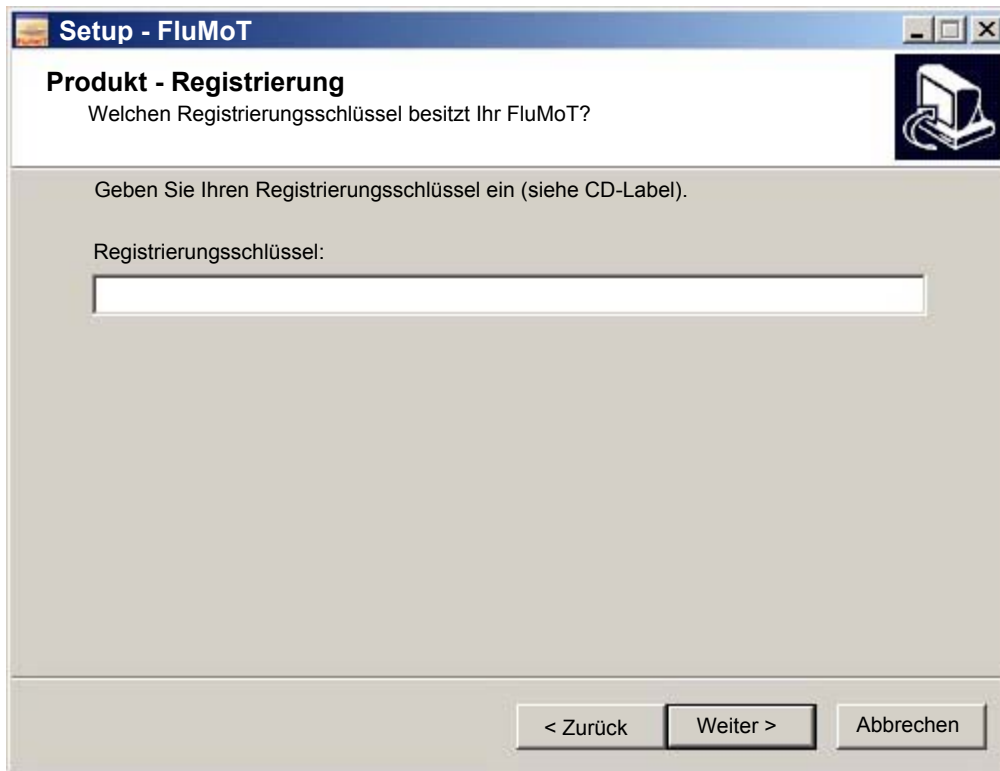 Setup - FluMoT
Produkt - Registrierung
Welchen Registrierungsschlüssel besitzt Ihr FluMoT?
Geben Sie Ihren Registrierungsschlüssel ein (siehe CD-Label).
Registrierungsschlüssel:
< Zurück Weiter > Abbrechen